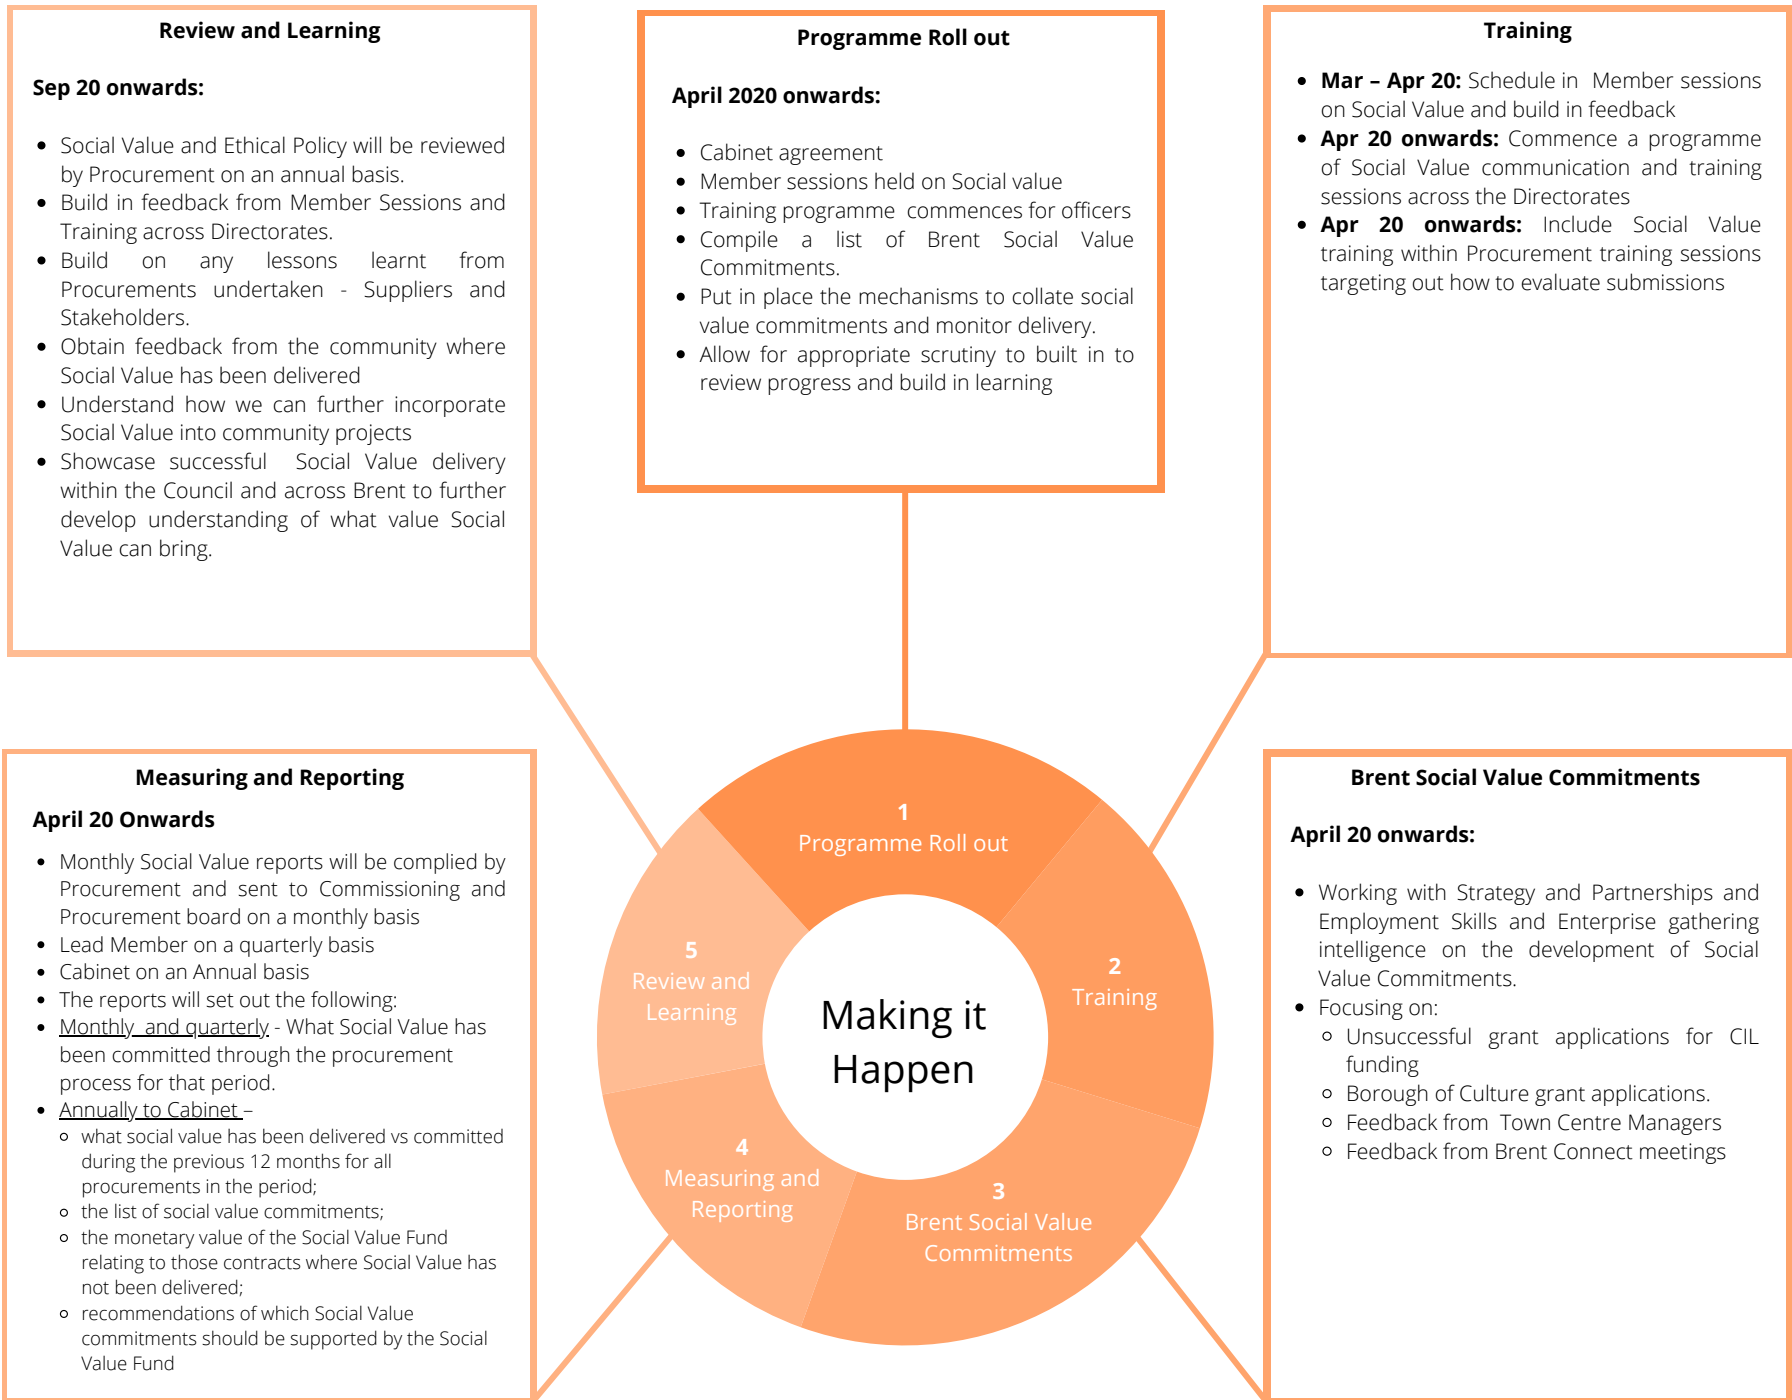 Review and Learning
Sep 20 onwards:
• Social Value and Ethical Policy will be reviewed
by Procurement on an annual basis.
• Build in feedback from Member Sessions and
Training across Directorates.
• Build on any lessons learnt from
Procurements undertaken - Suppliers and
Stakeholders.
• Obtain feedback from the community where
Social Value has been delivered
• Understand how we can further incorporate
Social Value into community projects
• Showcase successful Social Value delivery
within the Council and across Brent to further
develop understanding of what value Social
Value can bring.
Programme Roll out
April 2020 onwards:
• Cabinet agreement
• Member sessions held on Social value
• Training programme commences for officers
• Compile a list of Brent Social Value
Commitments.
• Put in place the mechanisms to collate social
value commitments and monitor delivery.
• Allow for appropriate scrutiny to built in to
review progress and build in learning
Training
• Mar – Apr 20: Schedule in Member sessions
on Social Value and build in feedback
• Apr 20 onwards: Commence a programme
of Social Value communication and training
sessions across the Directorates
• Apr 20 onwards: Include Social Value
training within Procurement training sessions
targeting out how to evaluate submissions
Measuring and Reporting
April 20 Onwards
• Monthly Social Value reports will be complied by
Procurement and sent to Commissioning and
Procurement board on a monthly basis
• Lead Member on a quarterly basis
• Cabinet on an Annual basis
• The reports will set out the following:
• Monthly and quarterly - What Social Value has
been committed through the procurement
process for that period.
• Annually to Cabinet –
◦ what social value has been delivered vs committed
during the previous 12 months for all
procurements in the period;
◦ the list of social value commitments;
◦ the monetary value of the Social Value Fund
relating to those contracts where Social Value has
not been delivered;
◦ recommendations of which Social Value
commitments should be supported by the Social
Value Fund
1
Programme Roll out
2
Training
3
Brent Social Value
Commitments
4
Measuring and
Reporting
5
Review and
Learning
Making it
Happen
Brent Social Value Commitments
April 20 onwards:
• Working with Strategy and Partnerships and
Employment Skills and Enterprise gathering
intelligence on the development of Social
Value Commitments.
• Focusing on:
◦ Unsuccessful grant applications for CIL
funding
◦ Borough of Culture grant applications.
◦ Feedback from Town Centre Managers
◦ Feedback from Brent Connect meetings